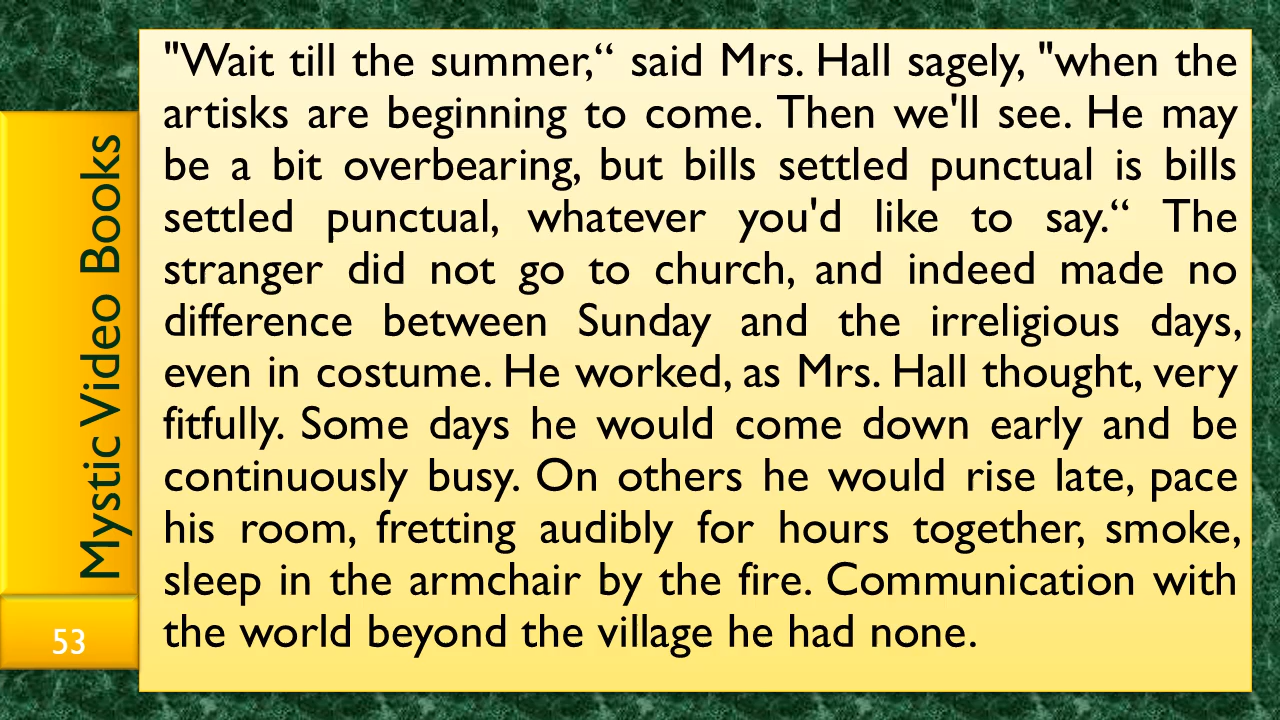 "Wait till the summer,“ said Mrs. Hall sagely, "when the
artisks are beginning to come. Then we'll see. He may
be a bit overbearing, but bills settled punctual is bills
settled punctual, whatever you'd like to say.“ The
stranger did not go to church, and indeed made no
difference between Sunday and the irreligious days,
even in costume. He worked, as Mrs. Hall thought, very
fitfully. Some days he would come down early and be
continuously busy. On others he would rise late, pace
his room, fretting audibly for hours together, smoke,
sleep in the armchair by the fire. Communication with
the world beyond the village he had none.
Mystic Video Books
53